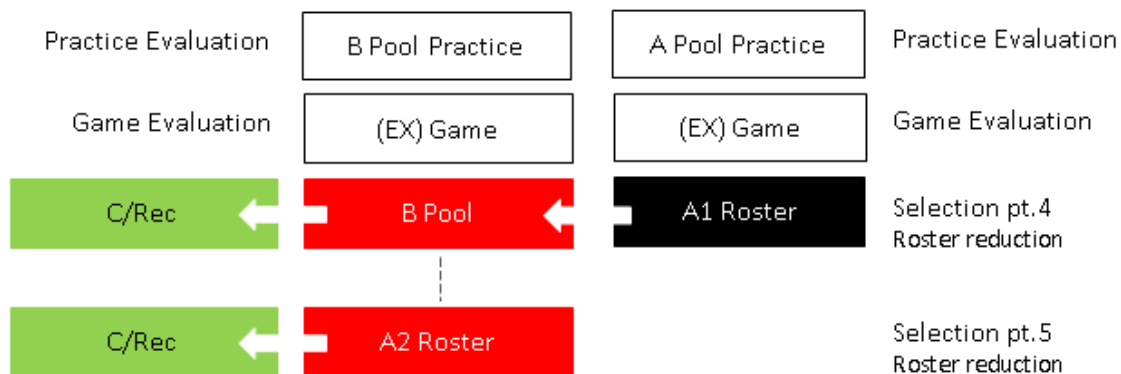 Practice Evaluation
B Pool Practice
A Pool Practice
Practice Evaluation
Game Evaluation
(EX) Game
(EX) Game
Game Evaluation
C/Rec
B Pool
A1 Roster
Selection pt.4
Roster reduction
C/Rec
A2 Roster
Selection pt.5
Roster reduction